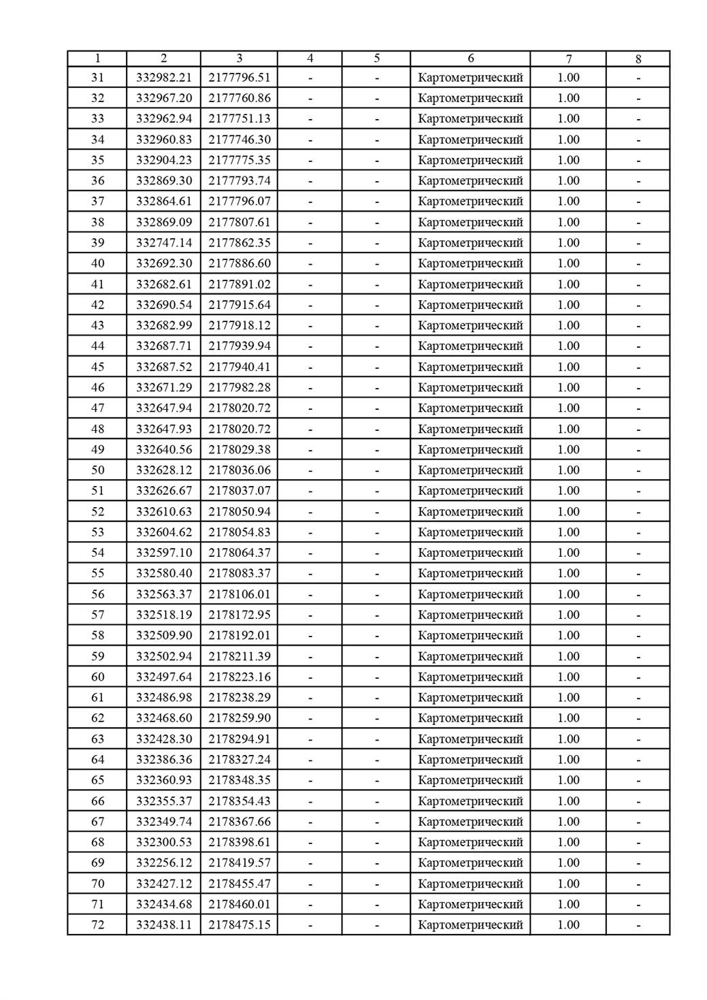 1 2 3 4 5 6 7 8
31 332982.21 2177796.51 - - Картометрический 1.00 -
32 332967.20 2177760.86 - - Картометрический 1.00 -
33 332962.94 2177751.13 - - Картометрический 1.00 -
34 332960.83 2177746.30 - - Картометрический 1.00 -
35 332904.23 2177775.35 - - Картометрический 1.00 -
36 332869.30 2177793.74 - - Картометрический 1.00 -
37 332864.61 2177796.07 - - Картометрический 1.00 -
38 332869.09 2177807.61 - - Картометрический 1.00 -
39 332747.14 2177862.35 - - Картометрический 1.00 -
40 332692.30 2177886.60 - - Картометрический 1.00 -
41 332682.61 2177891.02 - - Картометрический 1.00 -
42 332690.54 2177915.64 - - Картометрический 1.00 -
43 332682.99 2177918.12 - - Картометрический 1.00 -
44 332687.71 2177939.94 - - Картометрический 1.00 -
45 332687.52 2177940.41 - - Картометрический 1.00 -
46 332671.29 2177982.28 - - Картометрический 1.00 -
47 332647.94 2178020.72 - - Картометрический 1.00 -
48 332647.93 2178020.72 - - Картометрический 1.00 -
49 332640.56 2178029.38 - - Картометрический 1.00 -
50 332628.12 2178036.06 - - Картометрический 1.00 -
51 332626.67 2178037.07 - - Картометрический 1.00 -
52 332610.63 2178050.94 - - Картометрический 1.00 -
53 332604.62 2178054.83 - - Картометрический 1.00 -
54 332597.10 2178064.37 - - Картометрический 1.00 -
55 332580.40 2178083.37 - - Картометрический 1.00 -
56 332563.37 2178106.01 - - Картометрический 1.00 -
57 332518.19 2178172.95 - - Картометрический 1.00 -
58 332509.90 2178192.01 - - Картометрический 1.00 -
59 332502.94 2178211.39 - - Картометрический 1.00 -
60 332497.64 2178223.16 - - Картометрический 1.00 -
61 332486.98 2178238.29 - - Картометрический 1.00 -
62 332468.60 2178259.90 - - Картометрический 1.00 -
63 332428.30 2178294.91 - - Картометрический 1.00 -
64 332386.36 2178327.24 - - Картометрический 1.00 -
65 332360.93 2178348.35 - - Картометрический 1.00 -
66 332355.37 2178354.43 - - Картометрический 1.00 -
67 332349.74 2178367.66 - - Картометрический 1.00 -
68 332300.53 2178398.61 - - Картометрический 1.00 -
69 332256.12 2178419.57 - - Картометрический 1.00 -
70 332427.12 2178455.47 - - Картометрический 1.00 -
71 332434.68 2178460.01 - - Картометрический 1.00 -
72 332438.11 2178475.15 - - Картометрический 1.00 -